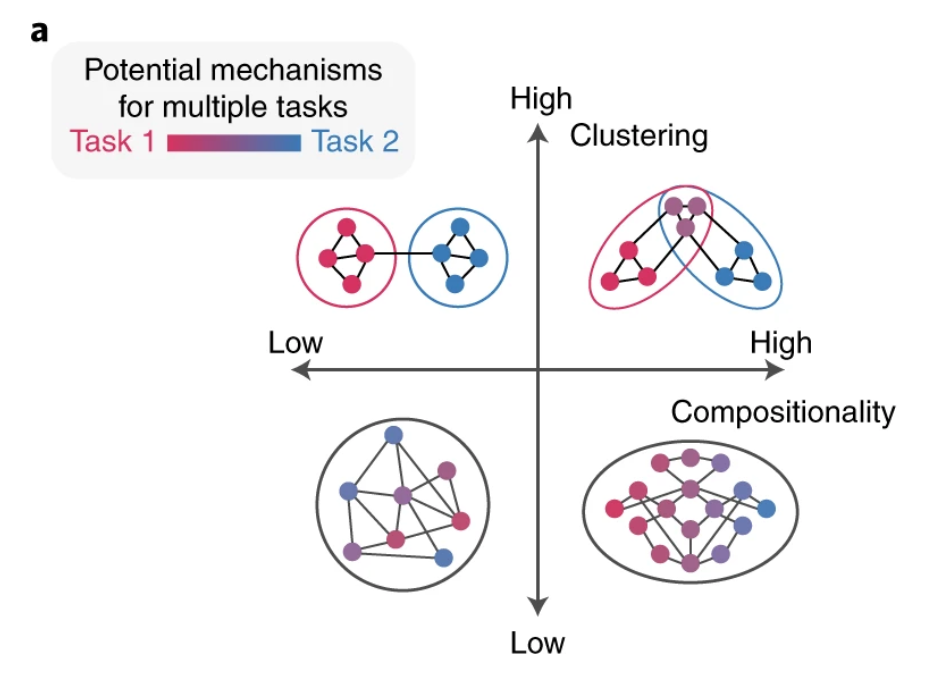 a
Potential mechanisms
for multiple tasks
Task 1 Task 2
High
Clustering
Low
High
Compositionality
Low